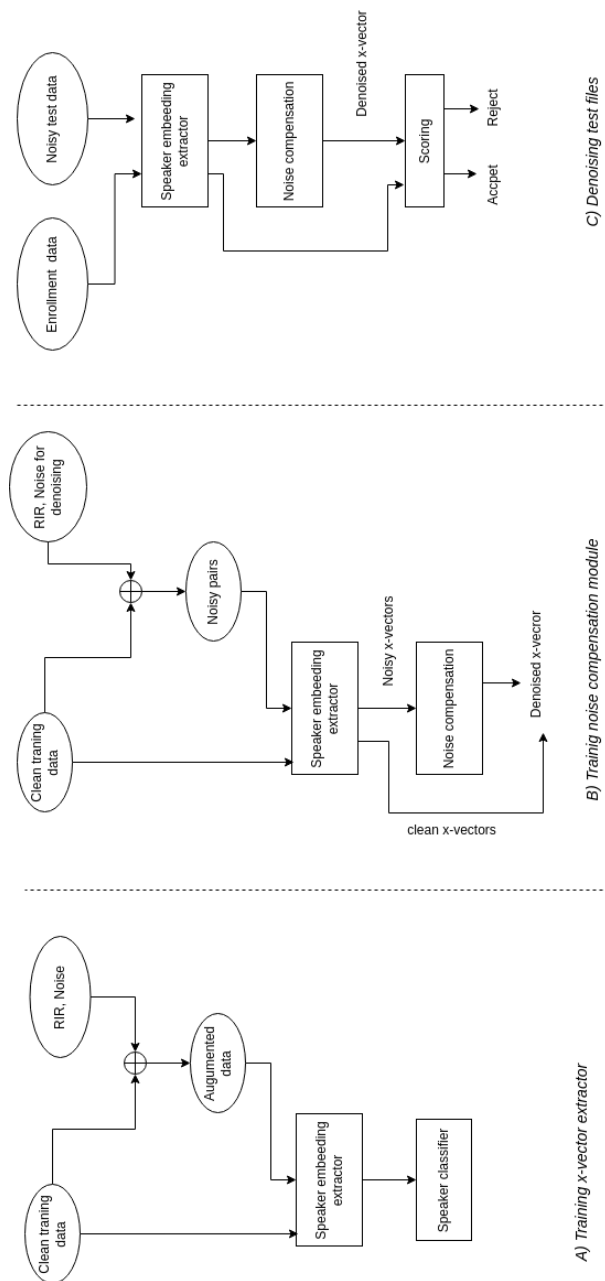 Clean traning
data
RIR, Noise
Augumented
data
Speaker embeeding
extractor
Speaker classifier
A) Training x-vector extractor
Clean traning
data
RIR, Noise for
denoising
Noisy pairs
Speaker embeeding
extractor
Noisy x-vectors
Noise compensation
clean x-vectors
Denoised x-vecror
B) Trainig noise compensation module
Enrollment data
Noisy test data
Speaker embeeding
extractor
Noise compensation
Denoised x-vector
Scoring
Accpet
Reject
C) Denoising test files